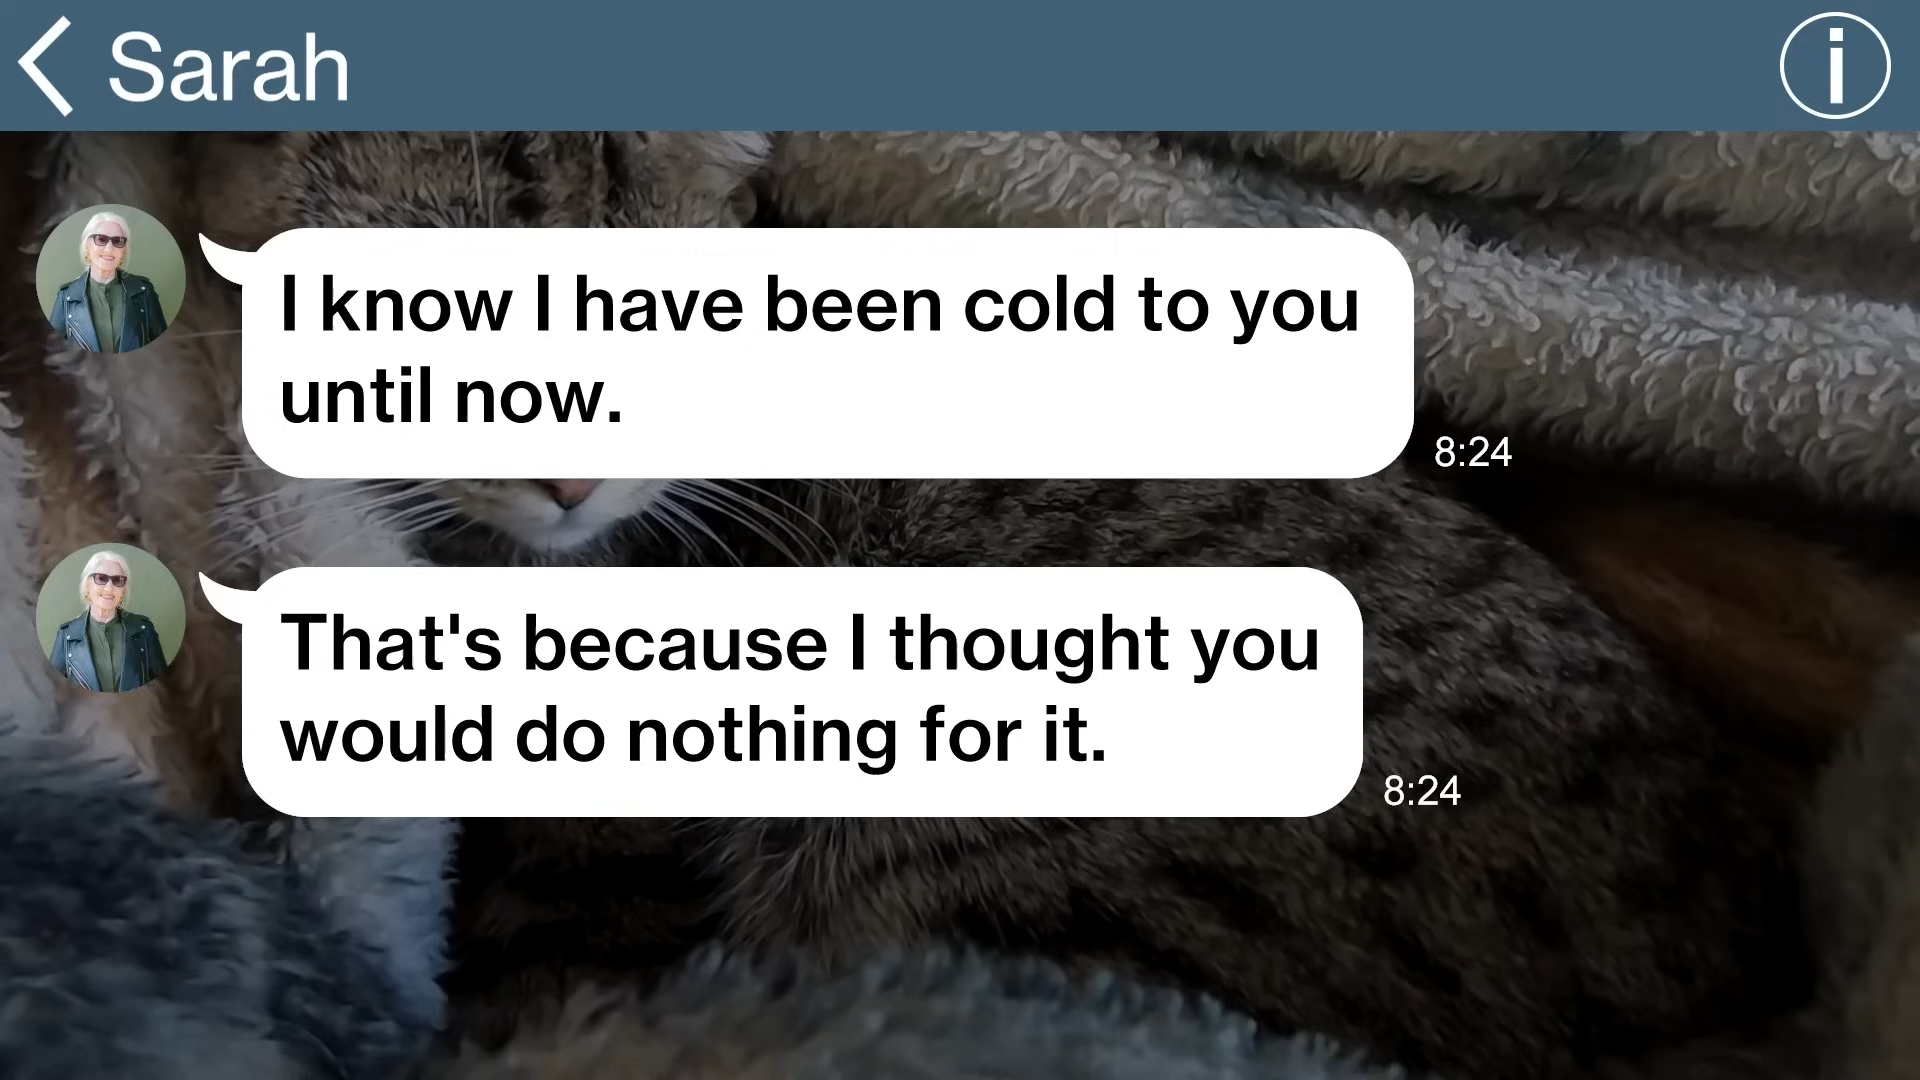 Sarah
I know I have been cold to you
until now.
8:24
That's because I thought you
would do nothing for it.
8:24